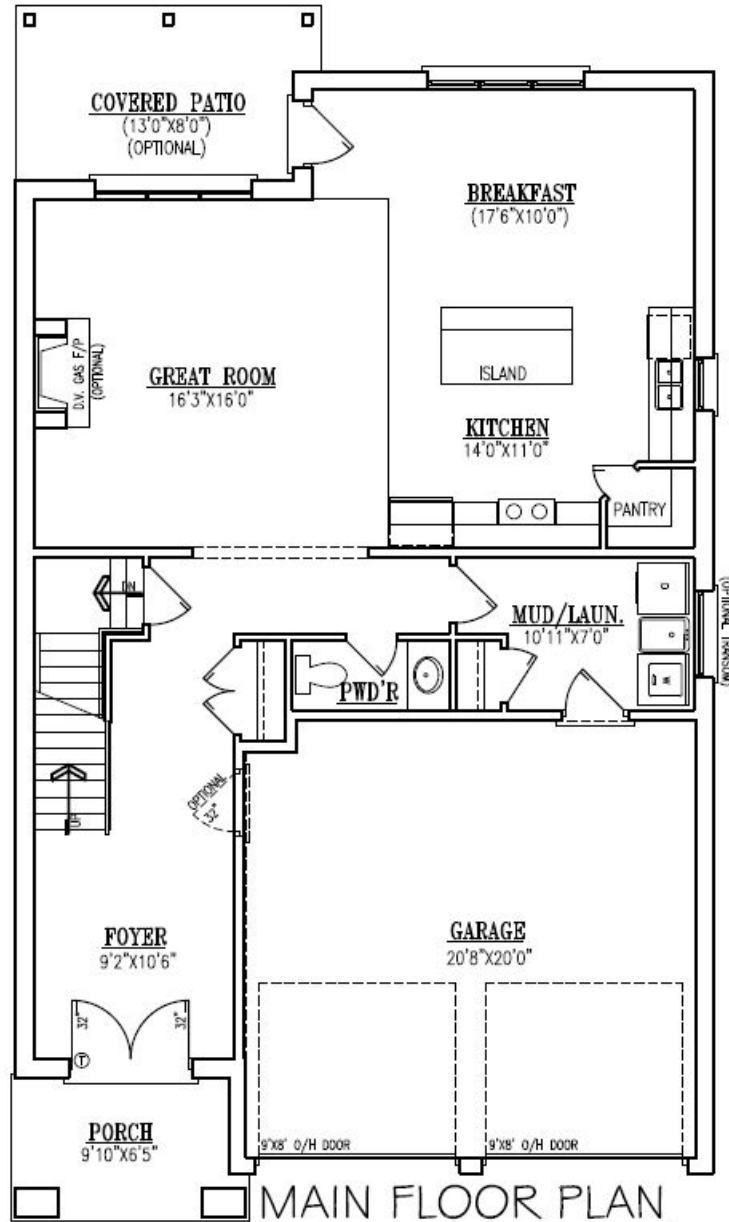 COVERED PATIO
(13'0"X8'0")
(OPTIONAL)
BREAKFAST
(17'6"X10'0")
D.V. GAS F/P
(OPTIONAL)
GREAT ROOM
16'3"X16'0"
ISLAND
KITCHEN
14'0"X11'0"
PANTRY
DN
MUD/LAUN.
10'11"X7'0"
D
(OPTIONAL TRANSOM)
PWD'R
W
UP
OPTIONAL
32"
FOYER
9'2"X10'6"
GARAGE
20'8"X20'0"
32"
32"
T
PORCH
9'10"X6'5"
9'X8' O/H DOOR
9'X8' O/H DOOR
MAIN FLOOR PLAN